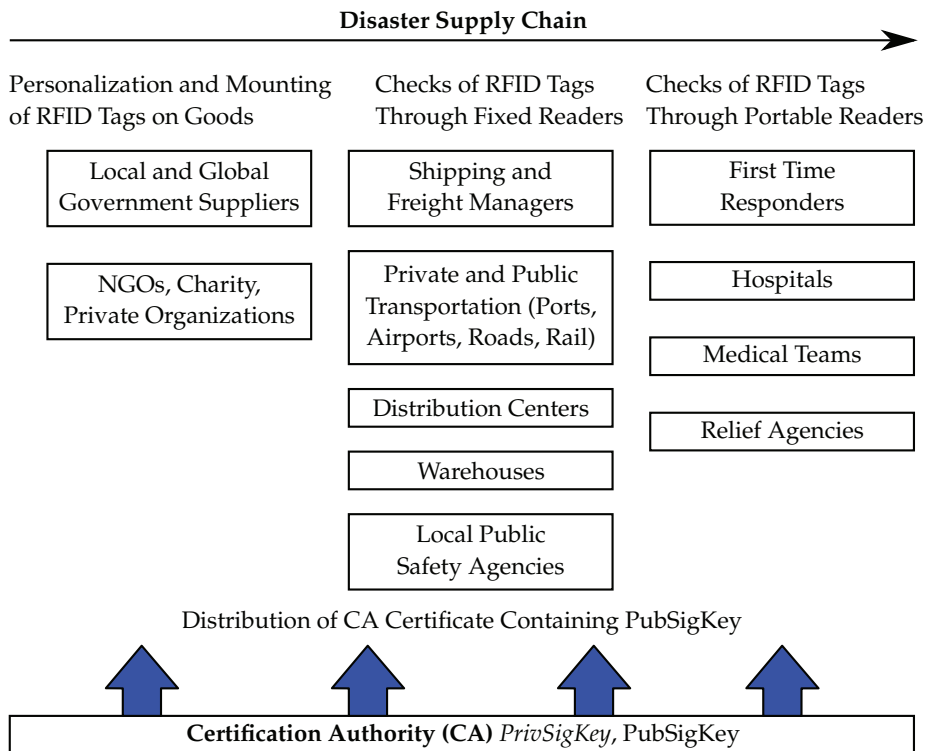 Disaster Supply Chain
Personalization and Mounting
of RFID Tags on Goods
Local and Global
Government Suppliers
NGOs, Charity,
Private Organizations
Checks of RFID Tags
Through Fixed Readers
Shipping and
Freight Managers
Private and Public
Transportation (Ports,
Airports, Roads, Rail)
Distribution Centers
Warehouses
Local Public
Safety Agencies
Checks of RFID Tags
Through Portable Readers
First Time
Responders
Hospitals
Medical Teams
Relief Agencies
Distribution of CA Certificate Containing PubSigKey
Certification Authority (CA) PrivSigKey, PubSigKey